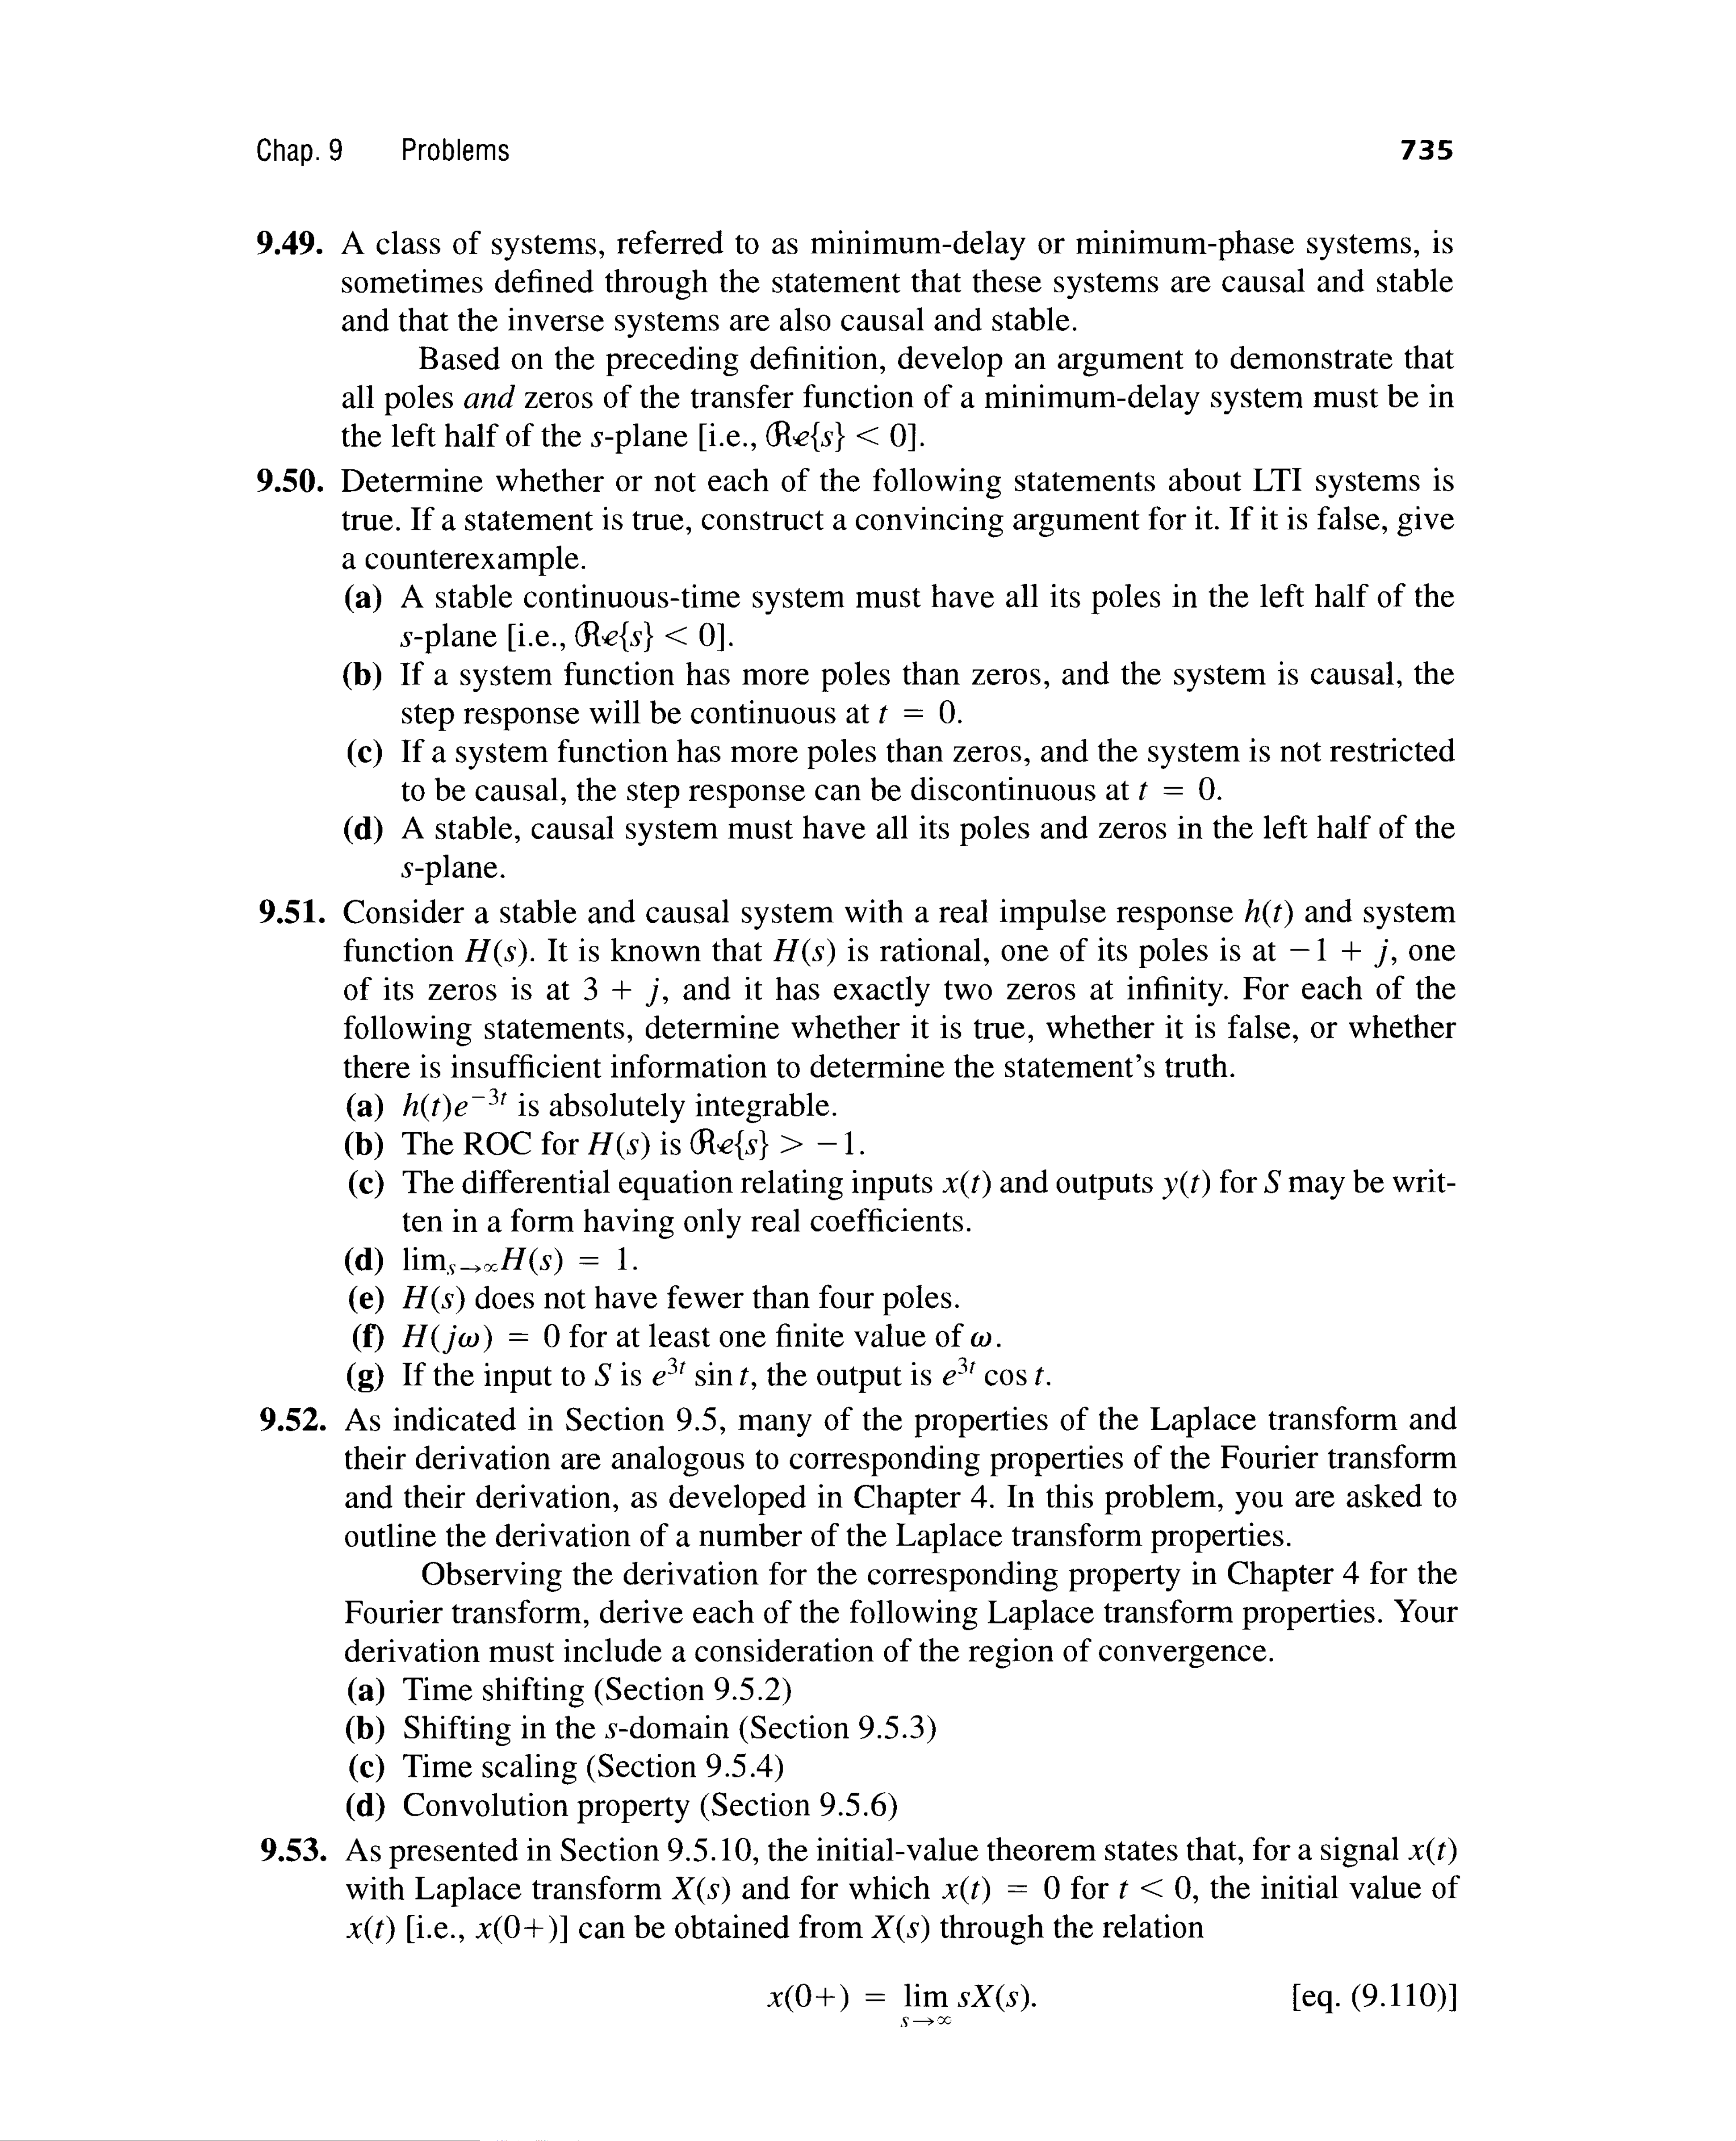 Chap. 9 Problems 735
9.49. A class of systems, referred to as minimum-delay or minimum-phase systems, is
sometimes defined through the statement that these systems are causal and stable
and that the inverse systems are also causal and stable.
Based on the preceding definition, develop an argument to demonstrate that
all poles and zeros of the transfer function of a minimum-delay system must be in
the left half of the s-plane [i.e., ℜe{s} < 0].
9.50. Determine whether or not each of the following statements about LTI systems is
true. If a statement is true, construct a convincing argument for it. If it is false, give
a counterexample.
(a) A stable continuous-time system must have all its poles in the left half of the
s-plane [i.e., ℜe{s} < 0].
(b) If a system function has more poles than zeros, and the system is causal, the
step response will be continuous at t = 0.
(c) If a system function has more poles than zeros, and the system is not restricted
to be causal, the step response can be discontinuous at t = 0.
(d) A stable, causal system must have all its poles and zeros in the left half of the
s-plane.
9.51. Consider a stable and causal system with a real impulse response h(t) and system
function H(s). It is known that H(s) is rational, one of its poles is at −1 + j, one
of its zeros is at 3 + j, and it has exactly two zeros at infinity. For each of the
following statements, determine whether it is true, whether it is false, or whether
there is insufficient information to determine the statement's truth.
(a) h(t)e⁻³ᵗ is absolutely integrable.
(b) The ROC for H(s) is ℜe{s} > −1.
(c) The differential equation relating inputs x(t) and outputs y(t) for S may be writ-
ten in a form having only real coefficients.
(d) lim_{s→∞}H(s) = 1.
(e) H(s) does not have fewer than four poles.
(f) H(jω) = 0 for at least one finite value of ω.
(g) If the input to S is e³ᵗ sin t, the output is e³ᵗ cos t.
9.52. As indicated in Section 9.5, many of the properties of the Laplace transform and
their derivation are analogous to corresponding properties of the Fourier transform
and their derivation, as developed in Chapter 4. In this problem, you are asked to
outline the derivation of a number of the Laplace transform properties.
Observing the derivation for the corresponding property in Chapter 4 for the
Fourier transform, derive each of the following Laplace transform properties. Your
derivation must include a consideration of the region of convergence.
(a) Time shifting (Section 9.5.2)
(b) Shifting in the s-domain (Section 9.5.3)
(c) Time scaling (Section 9.5.4)
(d) Convolution property (Section 9.5.6)
9.53. As presented in Section 9.5.10, the initial-value theorem states that, for a signal x(t)
with Laplace transform X(s) and for which x(t) = 0 for t < 0, the initial value of
x(t) [i.e., x(0+)] can be obtained from X(s) through the relation
x(0+) = lim sX(s). [eq. (9.110)]
s→∞